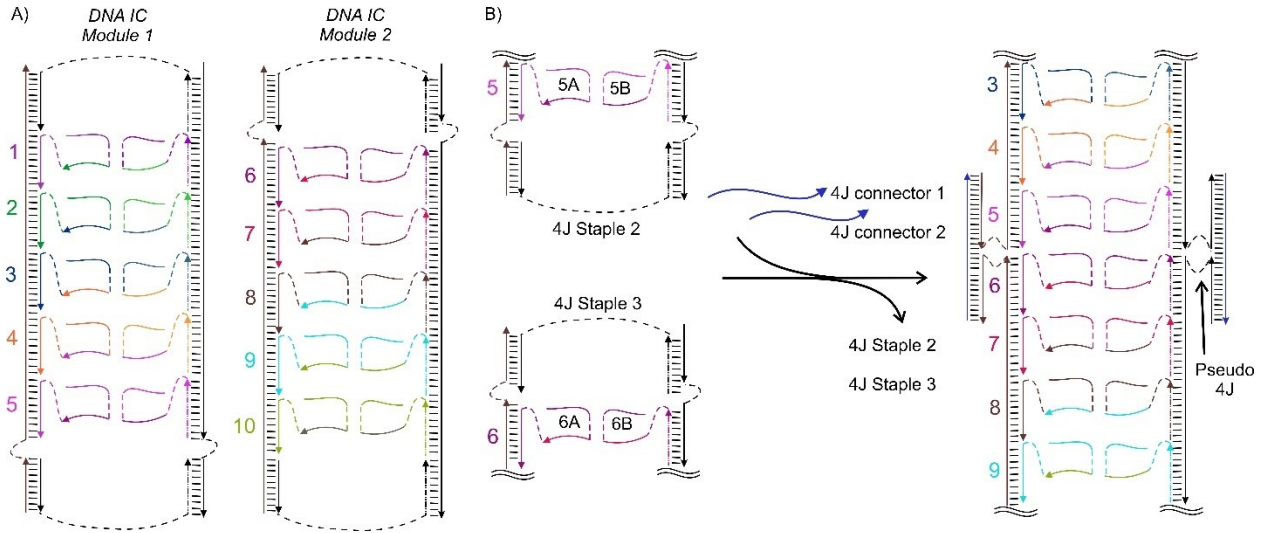 A)
DNA IC
Module 1
DNA IC
Module 2
B)
1
2
3
4
5
6
7
8
9
10
5
5A
5B
4J Staple 2
4J Staple 3
6
6A
6B
4J connector 1
4J connector 2
4J Staple 2
4J Staple 3
3
4
5
6
7
8
9
Pseudo
4J